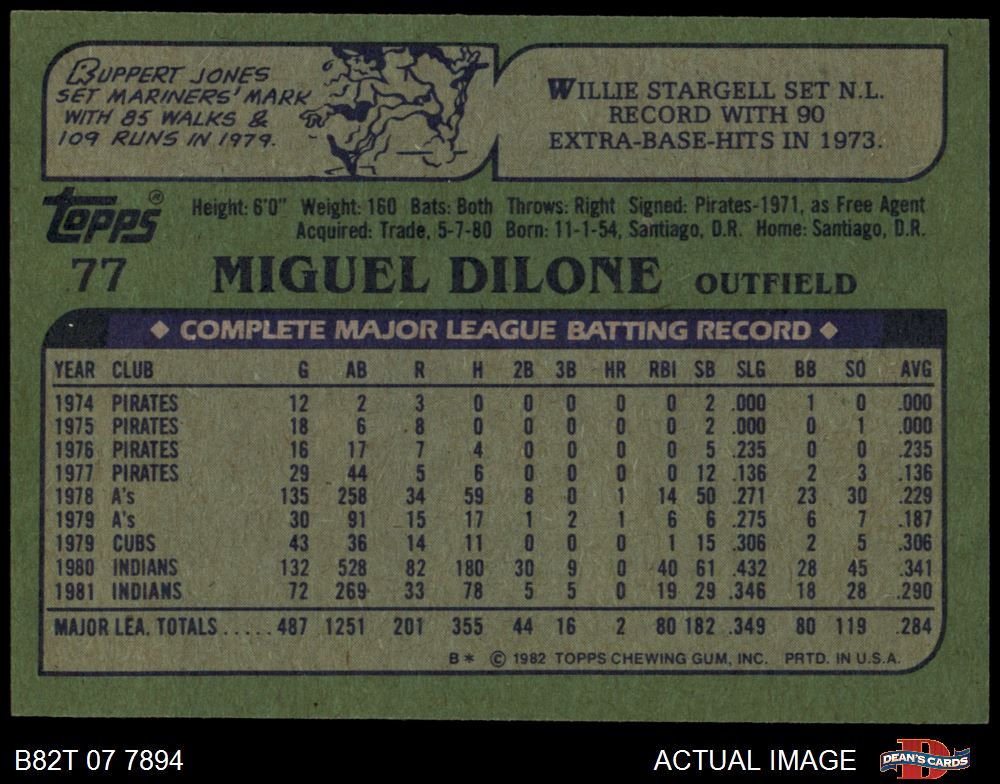 RUPPERT JONES
SET MARINERS' MARK
WITH 85 WALKS &
109 RUNS IN 1979.
WILLIE STARGELL SET N.L.
RECORD WITH 90
EXTRA-BASE-HITS IN 1973.
TOPPS®
Height: 6'0" Weight: 160 Bats: Both Throws: Right Signed: Pirates-1971, as Free Agent
Acquired: Trade, 5-7-80 Born: 11-1-54, Santiago, D.R. Home: Santiago, D.R.
77 MIGUEL DILONE OUTFIELD
◆ COMPLETE MAJOR LEAGUE BATTING RECORD ◆
YEAR CLUB G AB R H 2B 3B HR RBI SB SLG BB SO AVG
1974 PIRATES 12 2 3 0 0 0 0 0 2 .000 1 0 .000
1975 PIRATES 18 6 8 0 0 0 0 0 2 .000 0 1 .000
1976 PIRATES 16 17 7 4 0 0 0 0 5 .235 0 0 .235
1977 PIRATES 29 44 5 6 0 0 0 0 12 .136 2 3 .136
1978 A's 135 258 34 59 8 0 1 14 50 .271 23 30 .229
1979 A's 30 91 15 17 1 2 1 6 6 .275 6 7 .187
1979 CUBS 43 36 14 11 0 0 0 1 15 .306 2 5 .306
1980 INDIANS 132 528 82 180 30 9 0 40 61 .432 28 45 .341
1981 INDIANS 72 269 33 78 5 5 0 19 29 .346 18 28 .290
MAJOR LEA. TOTALS ..... 487 1251 201 355 44 16 2 80 182 .349 80 119 .284
B* © 1982 TOPPS CHEWING GUM, INC. PRTD. IN U.S.A.
B82T 07 7894 ACTUAL IMAGE D DEAN'S CARDS